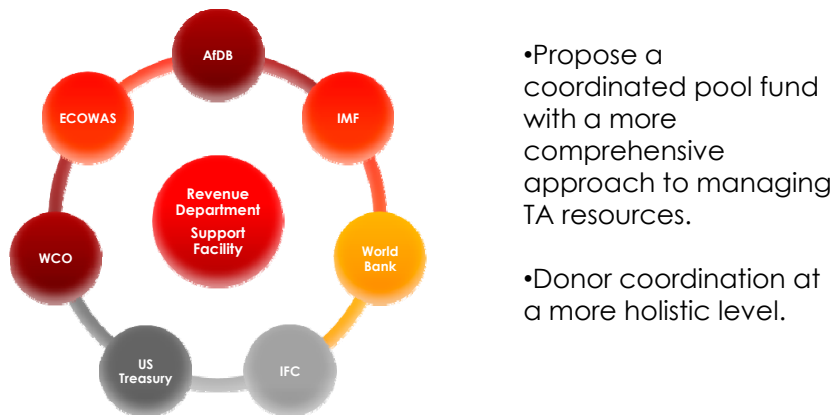 AfDB
IMF
World
Bank
IFC
US
Treasury
WCO
ECOWAS
Revenue
Department
Support
Facility
•Propose a
coordinated pool fund
with a more
comprehensive
approach to managing
TA resources.
•Donor coordination at
a more holistic level.